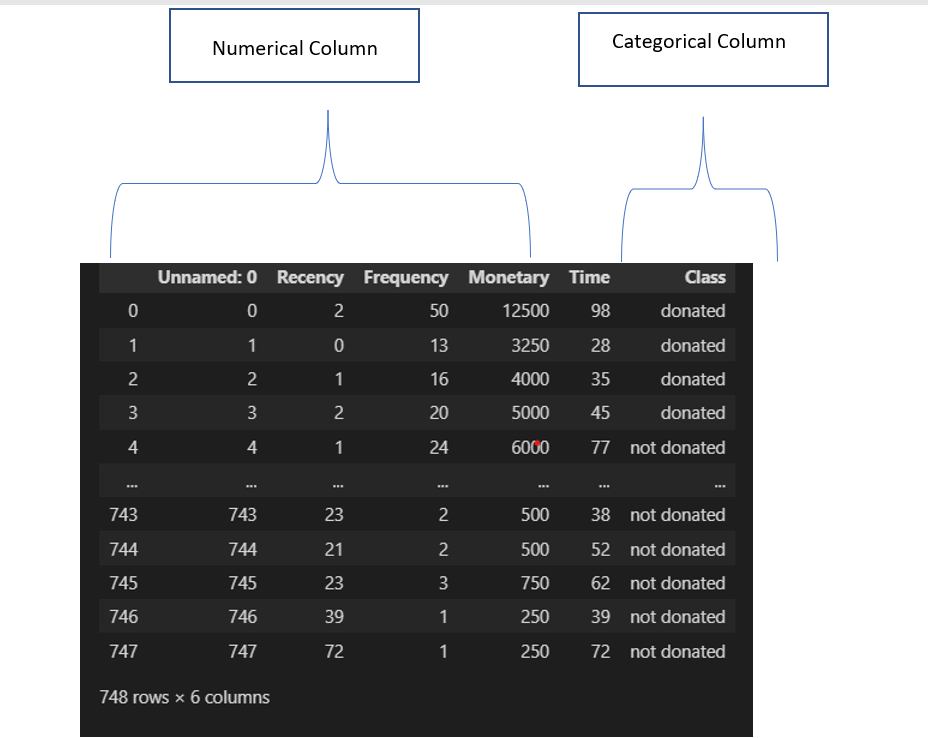 Numerical Column
Categorical Column
Unnamed: 0 Recency Frequency Monetary Time Class
0 0 2 50 12500 98 donated
1 1 0 13 3250 28 donated
2 2 1 16 4000 35 donated
3 3 2 20 5000 45 donated
4 4 1 24 6000 77 not donated
... ... ... ... ... ... ...
743 743 23 2 500 38 not donated
744 744 21 2 500 52 not donated
745 745 23 3 750 62 not donated
746 746 39 1 250 39 not donated
747 747 72 1 250 72 not donated
748 rows × 6 columns